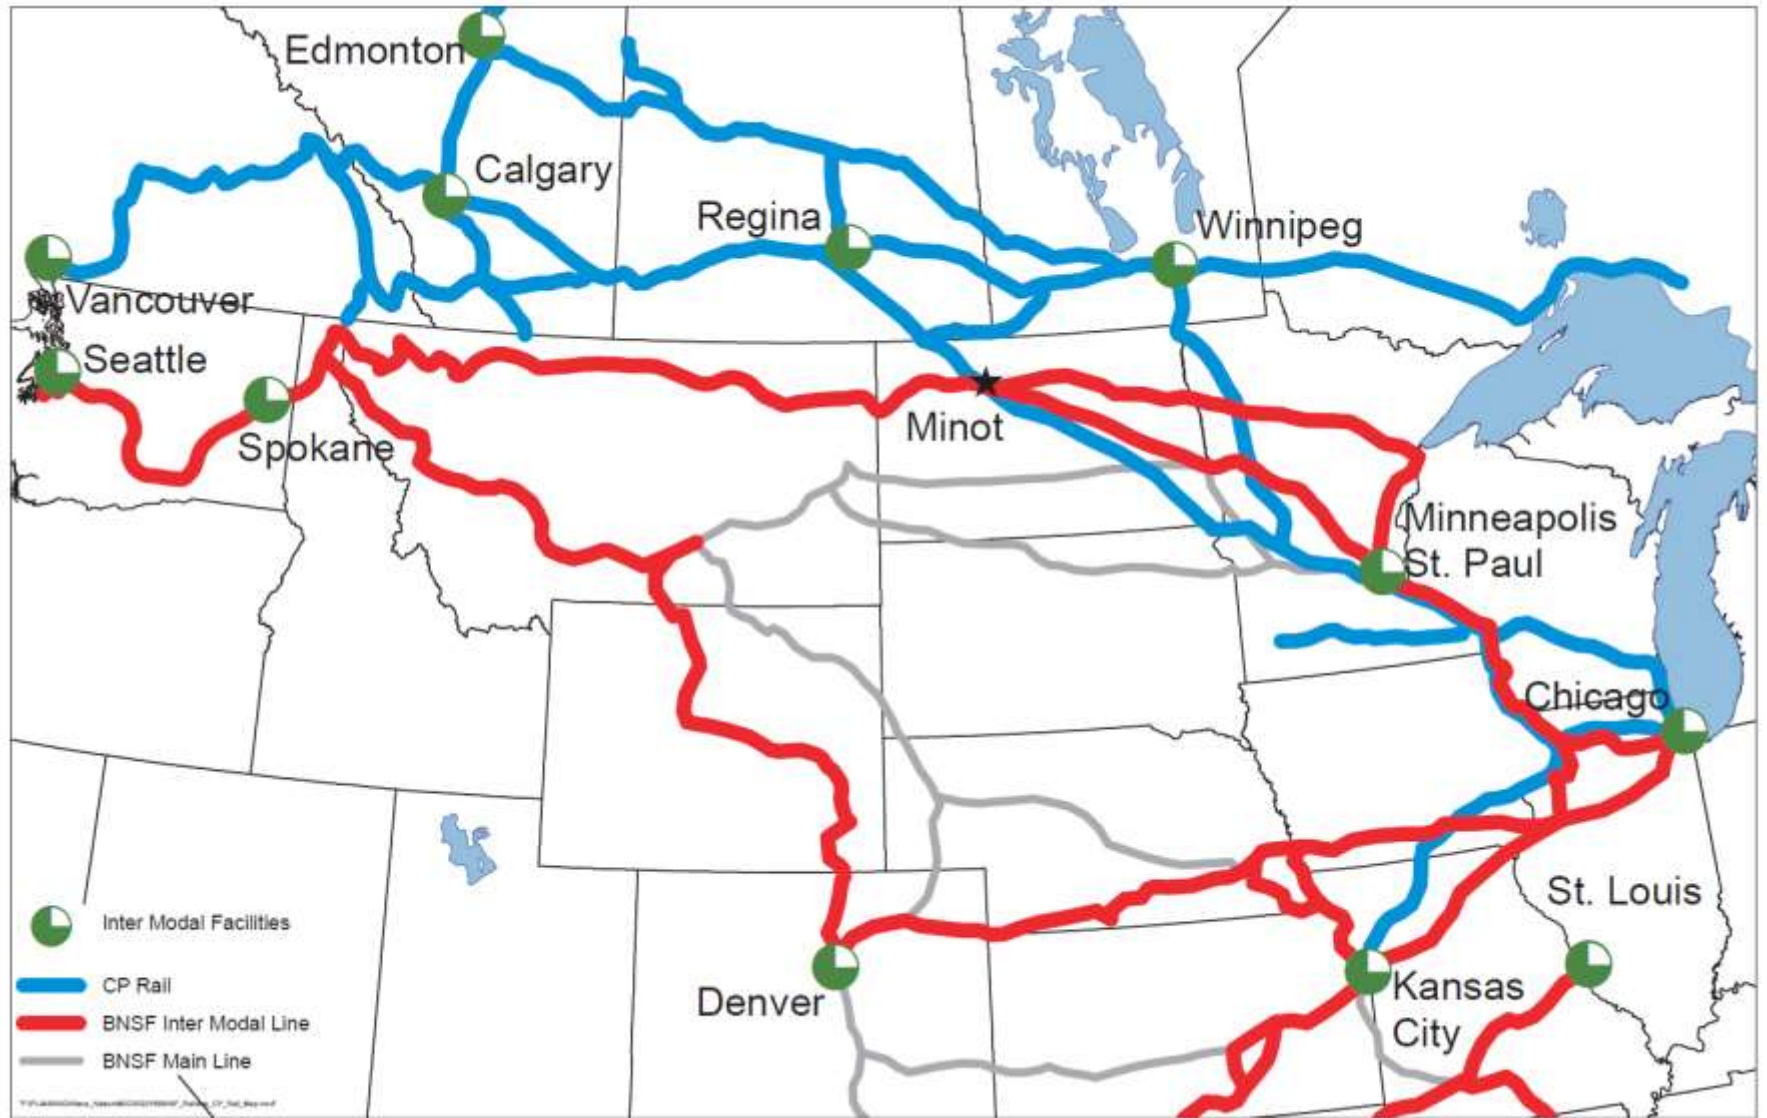 Edmonton
Calgary
Regina
Winnipeg
Vancouver
Seattle
Spokane
Minot
Minneapolis
St. Paul
Chicago
St. Louis
Denver
Kansas
City
Inter Modal Facilities
CP Rail
BNSF Inter Modal Line
BNSF Main Line